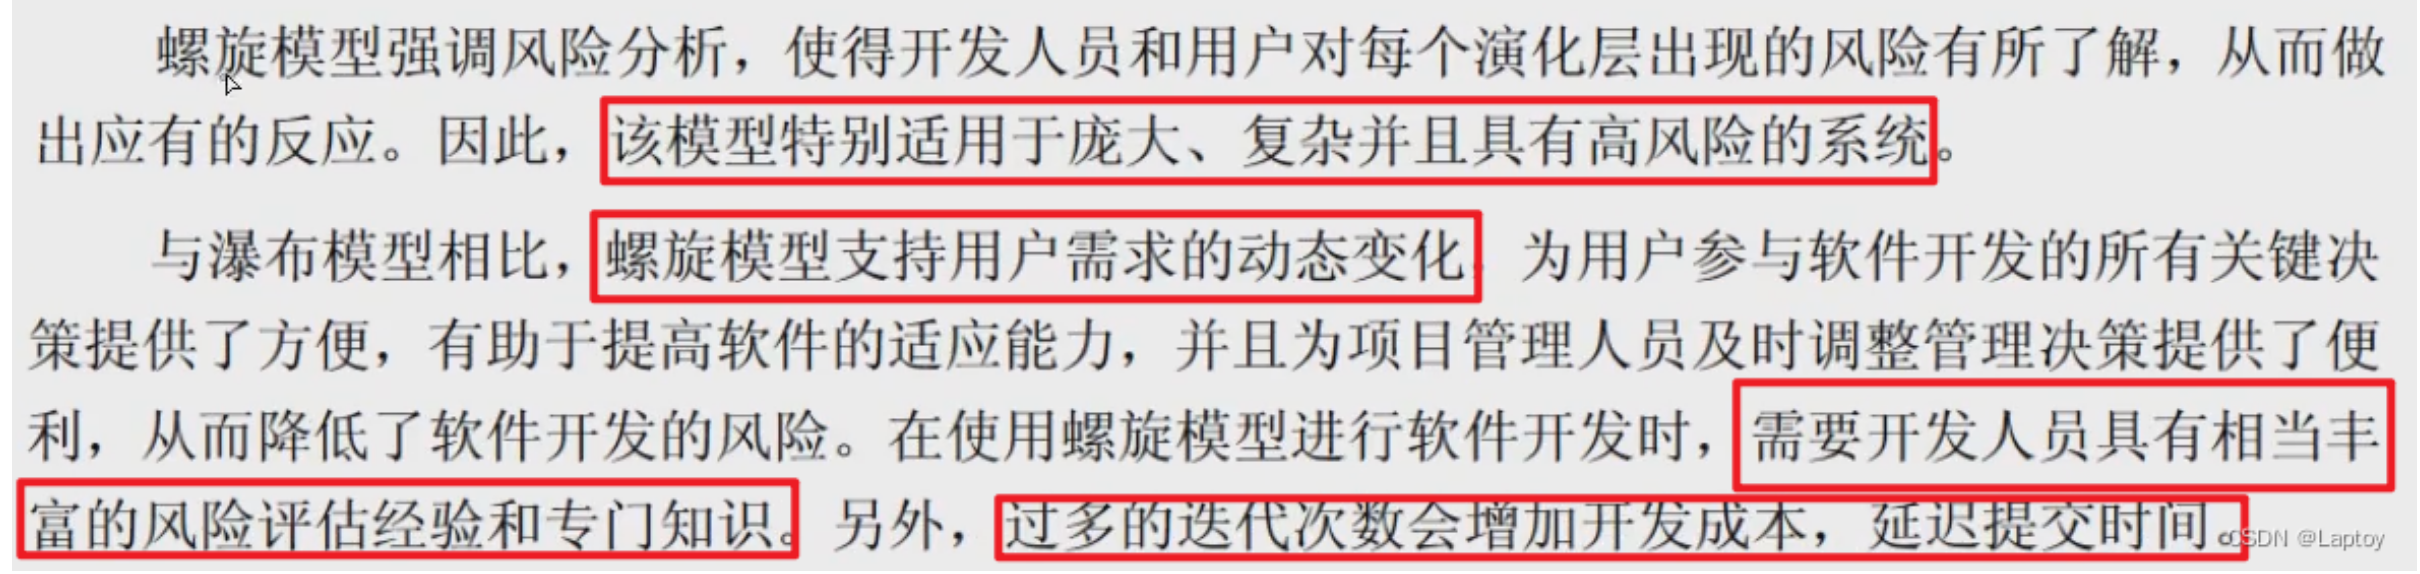 螺旋模型强调风险分析，使得开发人员和用户对每个演化层出现的风险有所了解，从而做
出应有的反应。因此，该模型特别适用于庞大、复杂并且具有高风险的系统。
与瀑布模型相比，螺旋模型支持用户需求的动态变化，为用户参与软件开发的所有关键决
策提供了方便，有助于提高软件的适应能力，并且为项目管理人员及时调整管理决策提供了便
利，从而降低了软件开发的风险。在使用螺旋模型进行软件开发时，需要开发人员具有相当丰
富的风险评估经验和专门知识。另外，过多的迭代次数会增加开发成本，延迟提交时间。
CSDN @Laptoy